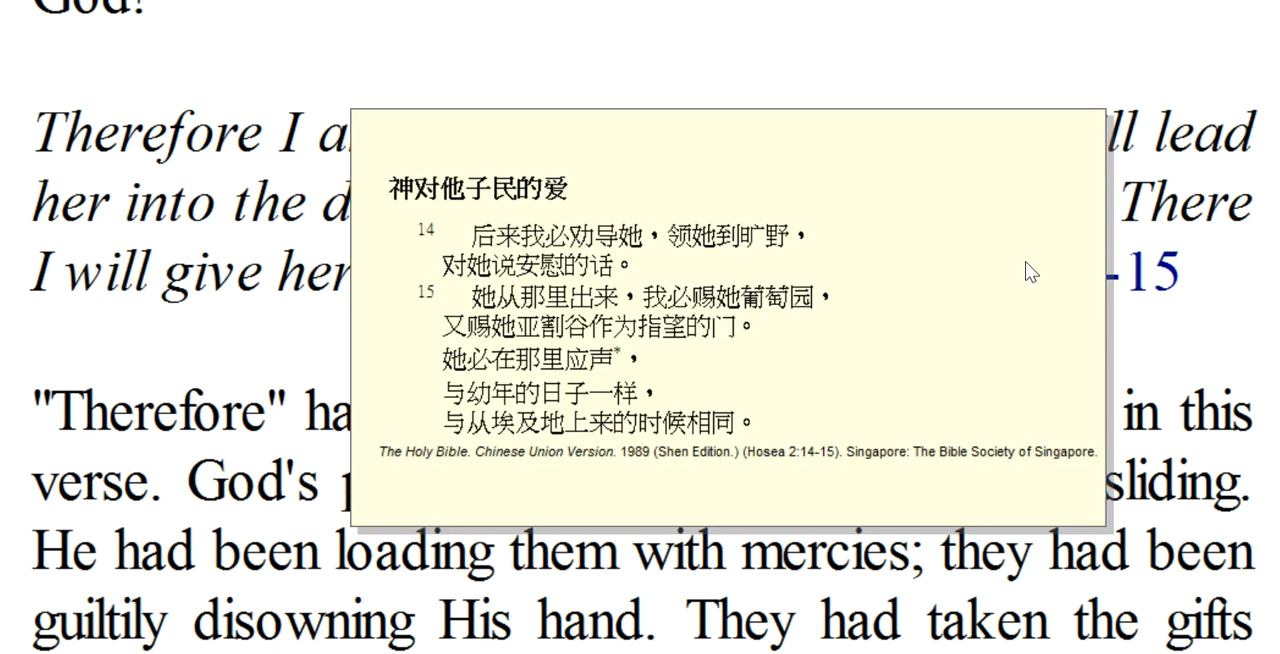 God!
Therefore I a
ll lead
her into the d
There
I will give her
-15
神对他子民的爱
14 后来我必劝导她，领她到旷野，
对她说安慰的话。
15 她从那里出来，我必赐她葡萄园，
又赐她亚割谷作为指望的门。
她必在那里应声*，
与幼年的日子一样，
与从埃及地上来的时候相同。
The Holy Bible. Chinese Union Version. 1989 (Shen Edition.) (Hosea 2:14-15). Singapore: The Bible Society of Singapore.
"Therefore" ha
in this
verse. God's
sliding.
He had been loading them with mercies; they had been
guiltily disowning His hand. They had taken the gifts